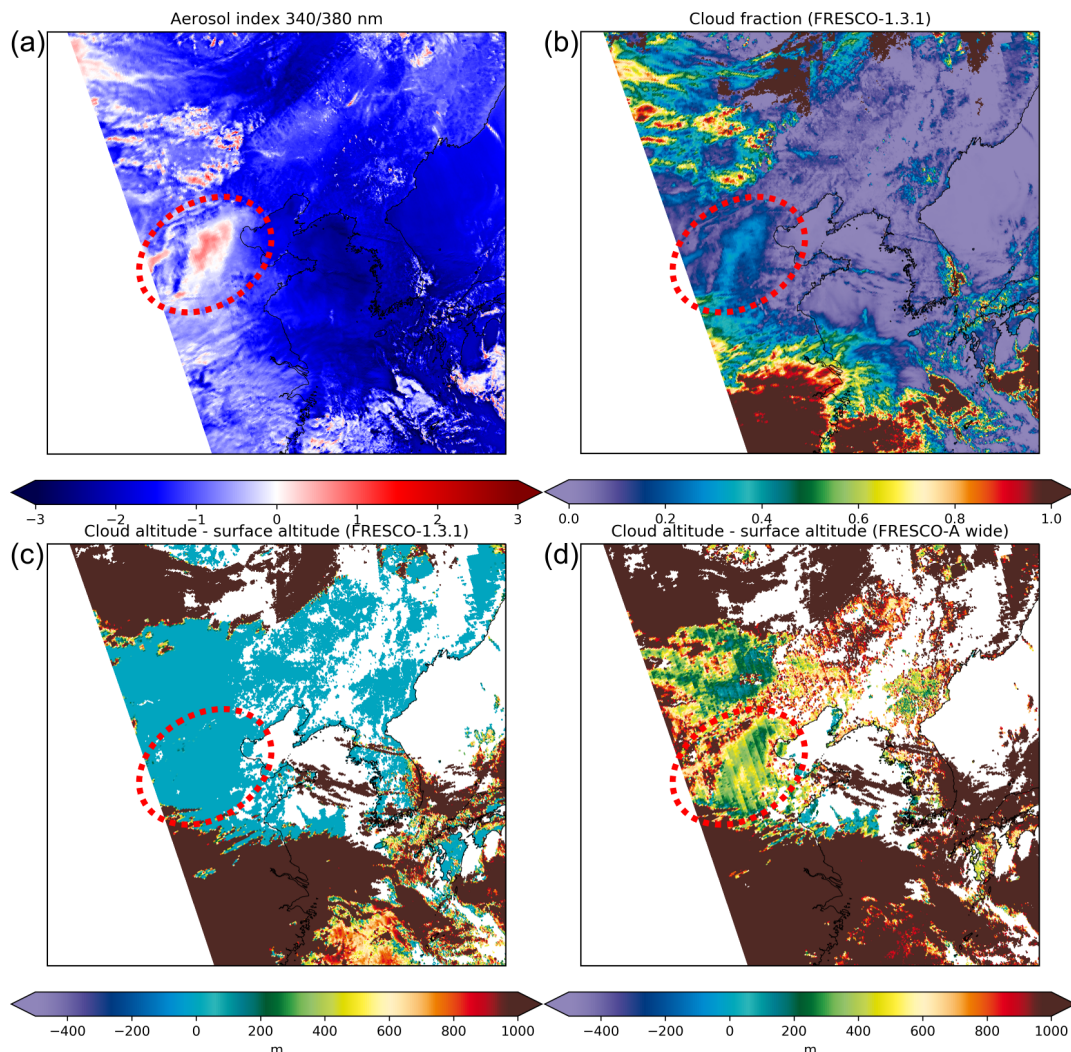 Aerosol index 340/380 nm
Cloud fraction (FRESCO-1.3.1)
(a)
(b)
−3 −2 −1 0 1 2 3
0.0 0.2 0.4 0.6 0.8 1.0
Cloud altitude - surface altitude (FRESCO-1.3.1)
Cloud altitude - surface altitude (FRESCO-A wide)
(c)
(d)
−400 −200 0 200 400 600 800 1000
m
−400 −200 0 200 400 600 800 1000
m